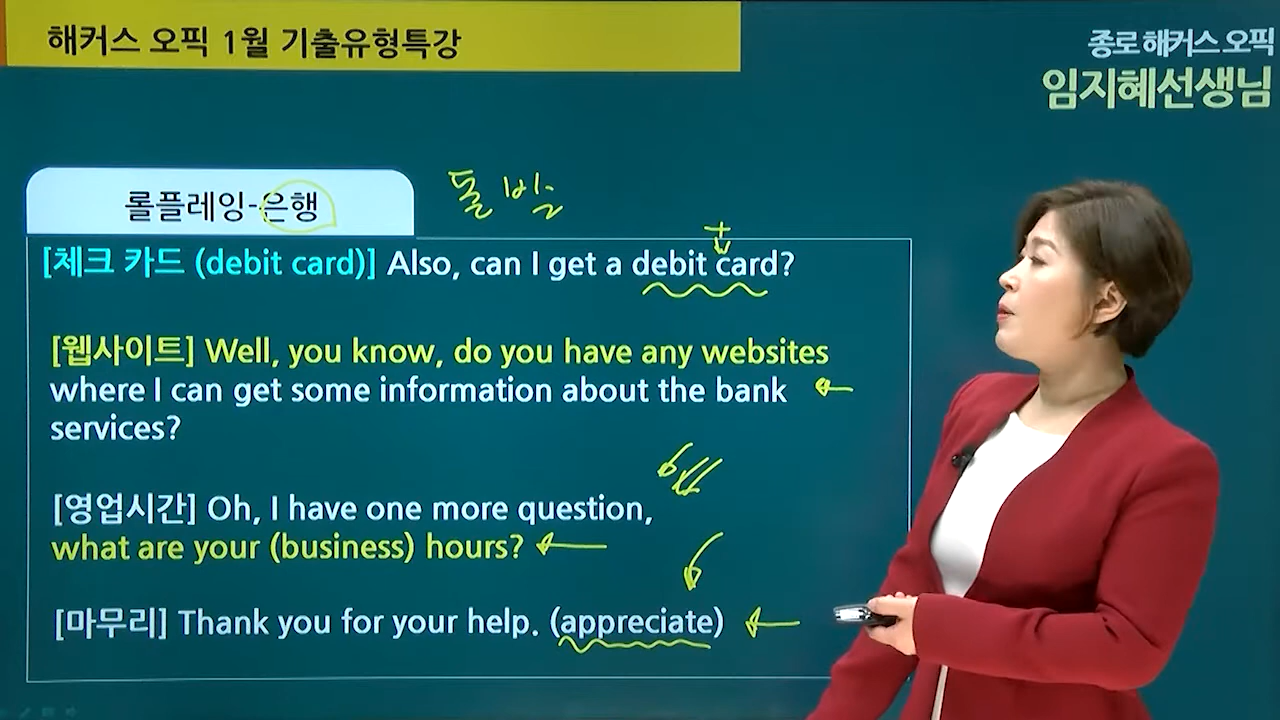 해커스 오픽 1월 기출유형특강
종로 해커스 오픽
임지혜선생님
롤플레잉-은행
돌발
[체크 카드 (debit card)] Also, can I get a debit card?
[웹사이트] Well, you know, do you have any websites
where I can get some information about the bank
services?
[영업시간] Oh, I have one more question,
what are your (business) hours?
[마무리] Thank you for your help. (appreciate)